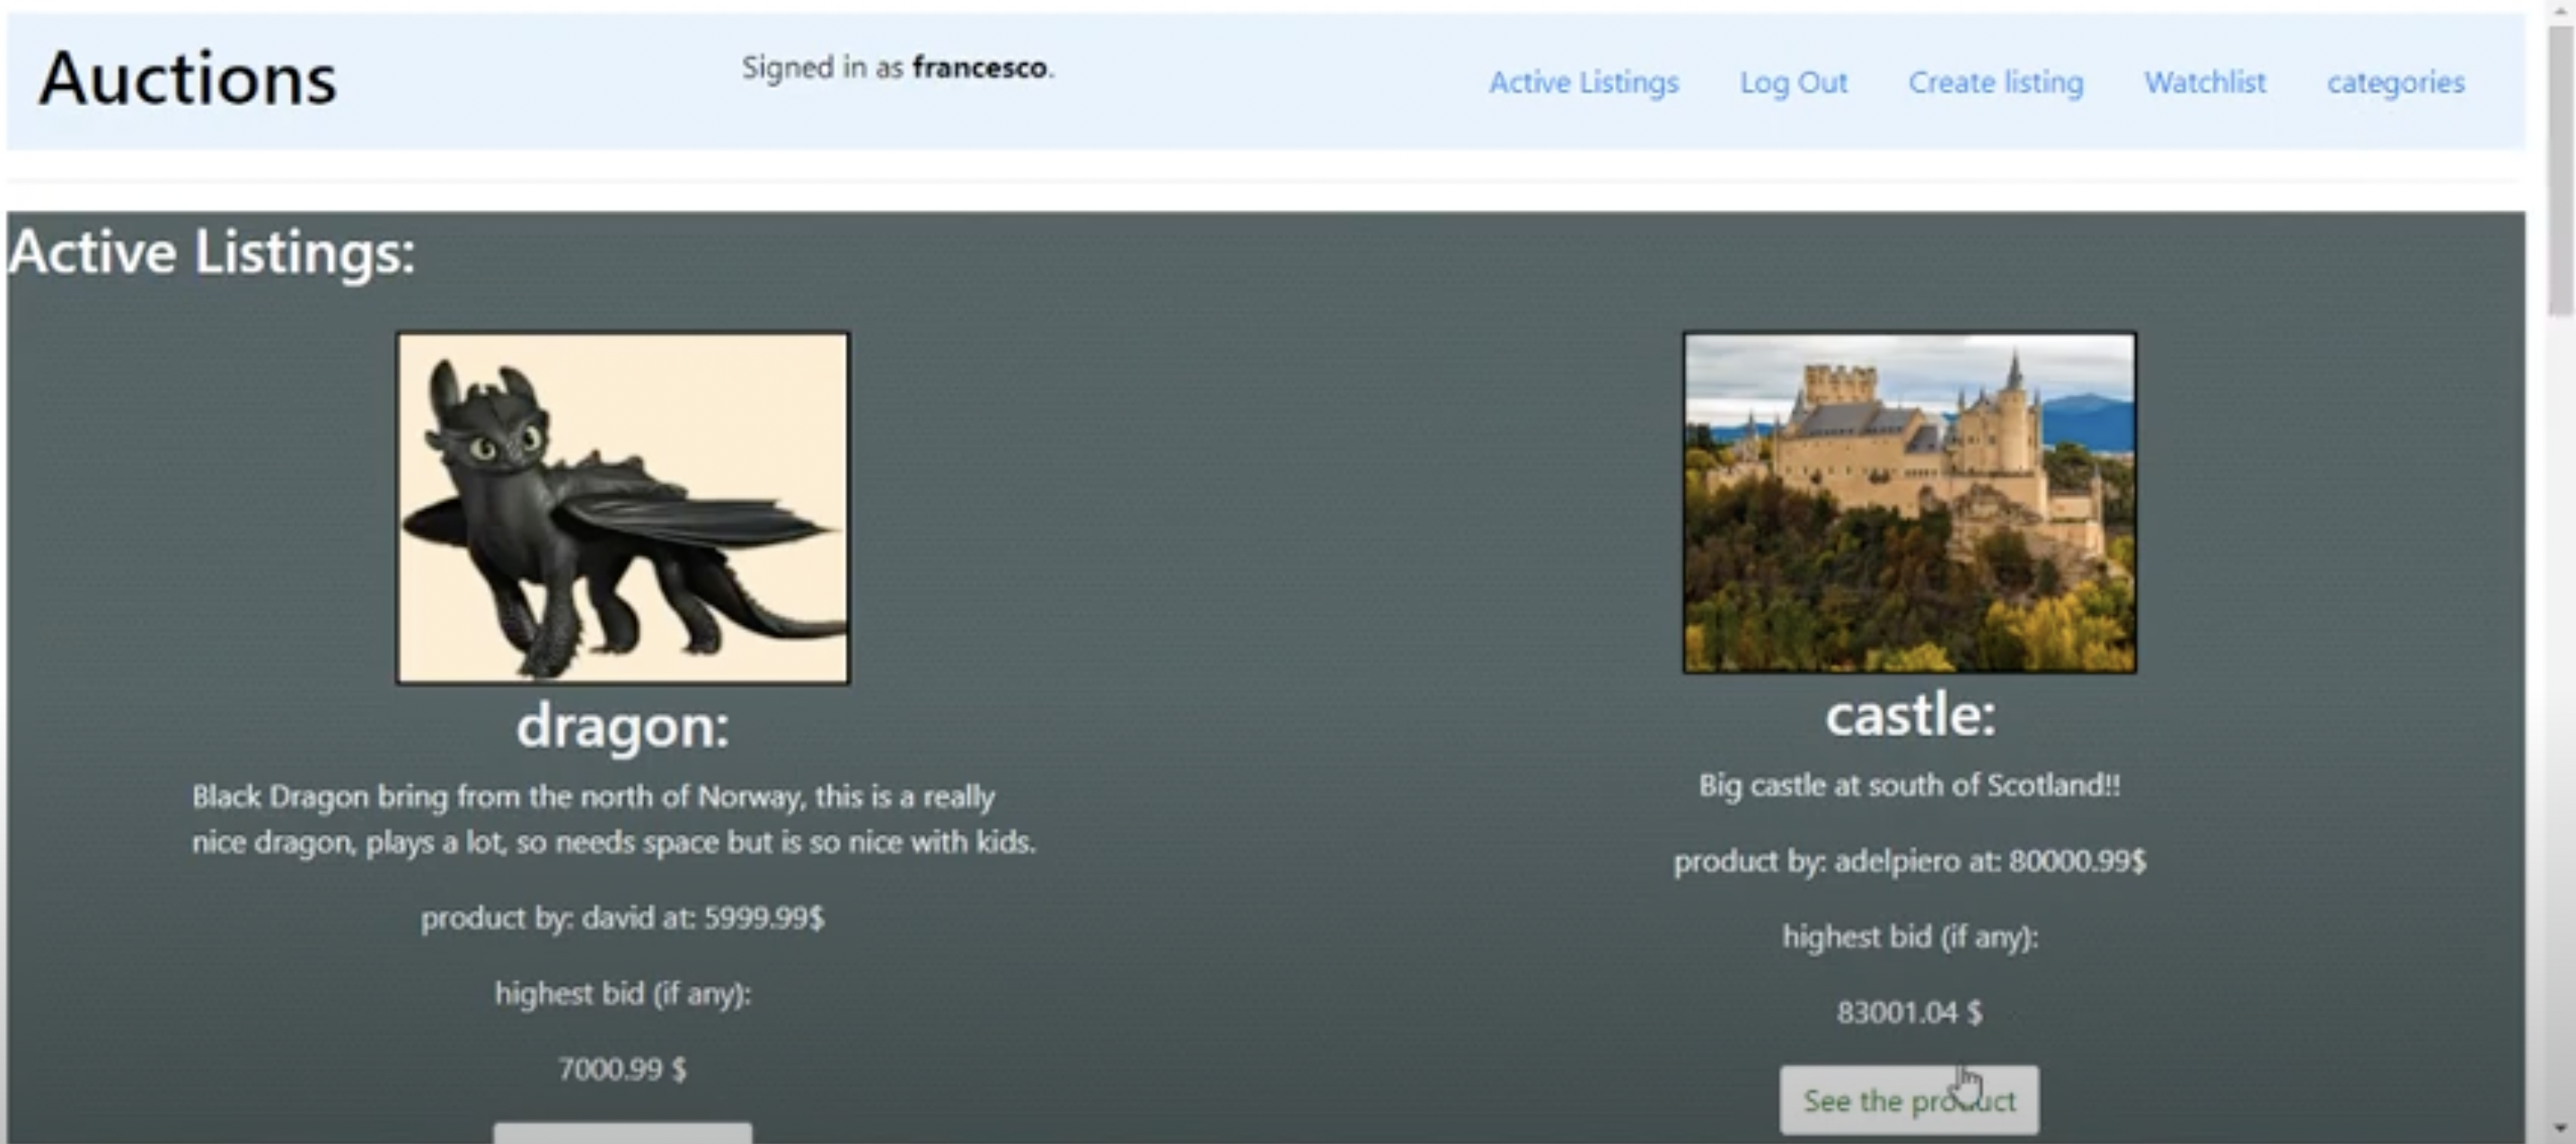 Auctions
Signed in as francesco.
Active Listings
Log Out
Create listing
Watchlist
categories
Active Listings:
dragon:
Black Dragon bring from the north of Norway, this is a really
nice dragon, plays a lot, so needs space but is so nice with kids.
product by: david at: 5999.99$
highest bid (if any):
7000.99 $
castle:
Big castle at south of Scotland!!
product by: adelpiero at: 80000.99$
highest bid (if any):
83001.04 $
See the product